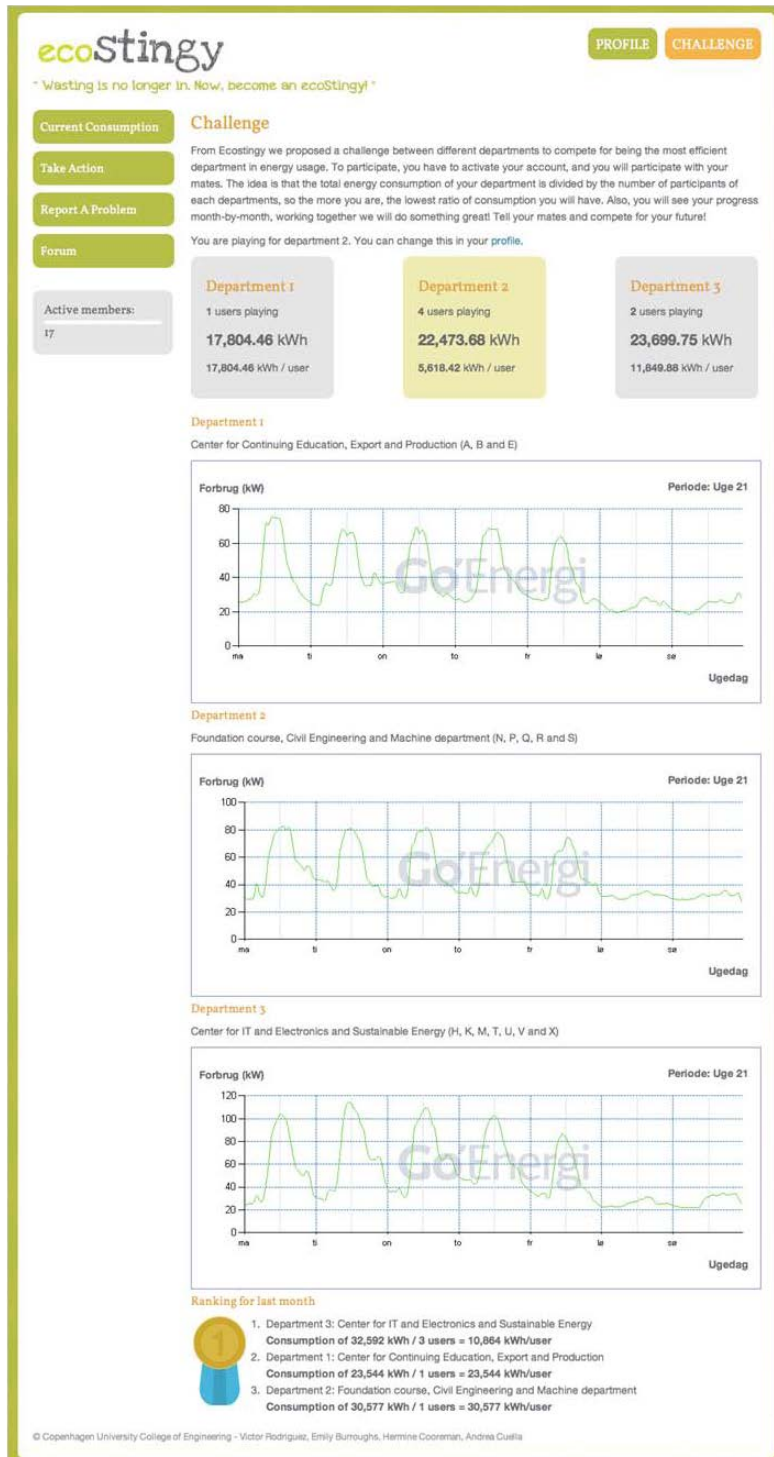 ecoStingy
PROFILE
CHALLENGE
" Wasting is no longer in. Now, become an ecoStingy! "
Current Consumption
Take Action
Report A Problem
Forum
Active members:
17
Challenge
From Ecostingy we proposed a challenge between different departments to compete for being the most efficient
department in energy usage. To participate, you have to activate your account, and you will participate with your
mates. The idea is that the total energy consumption of your department is divided by the number of participants of
each departments, so the more you are, the lowest ratio of consumption you will have. Also, you will see your progress
month-by-month, working together we will do something great! Tell your mates and compete for your future!
You are playing for department 2. You can change this in your profile.
Department 1
1 users playing
17,804.46 kWh
17,804.46 kWh / user
Department 2
4 users playing
22,473.68 kWh
5,618.42 kWh / user
Department 3
2 users playing
23,699.75 kWh
11,849.88 kWh / user
Department 1
Center for Continuing Education, Export and Production (A, B and E)
Forbrug (kW)
Periode: Uge 21
80
60
40
20
0
ma ti on to fr lø sø
Go'Energi
Ugedag
Department 2
Foundation course, Civil Engineering and Machine department (N, P, Q, R and S)
Forbrug (kW)
Periode: Uge 21
100
80
60
40
20
0
ma ti on to fr lø sø
Go'Energi
Ugedag
Department 3
Center for IT and Electronics and Sustainable Energy (H, K, M, T, U, V and X)
Forbrug (kW)
Periode: Uge 21
120
100
80
60
40
20
0
ma ti on to fr lø sø
Go'Energi
Ugedag
Ranking for last month
1
1. Department 3: Center for IT and Electronics and Sustainable Energy
Consumption of 32,592 kWh / 3 users = 10,864 kWh/user
2. Department 1: Center for Continuing Education, Export and Production
Consumption of 23,544 kWh / 1 users = 23,544 kWh/user
3. Department 2: Foundation course, Civil Engineering and Machine department
Consumption of 30,577 kWh / 1 users = 30,577 kWh/user
© Copenhagen University College of Engineering - Victor Rodriguez, Emily Burroughs, Hermine Cooreman, Andrea Cuella